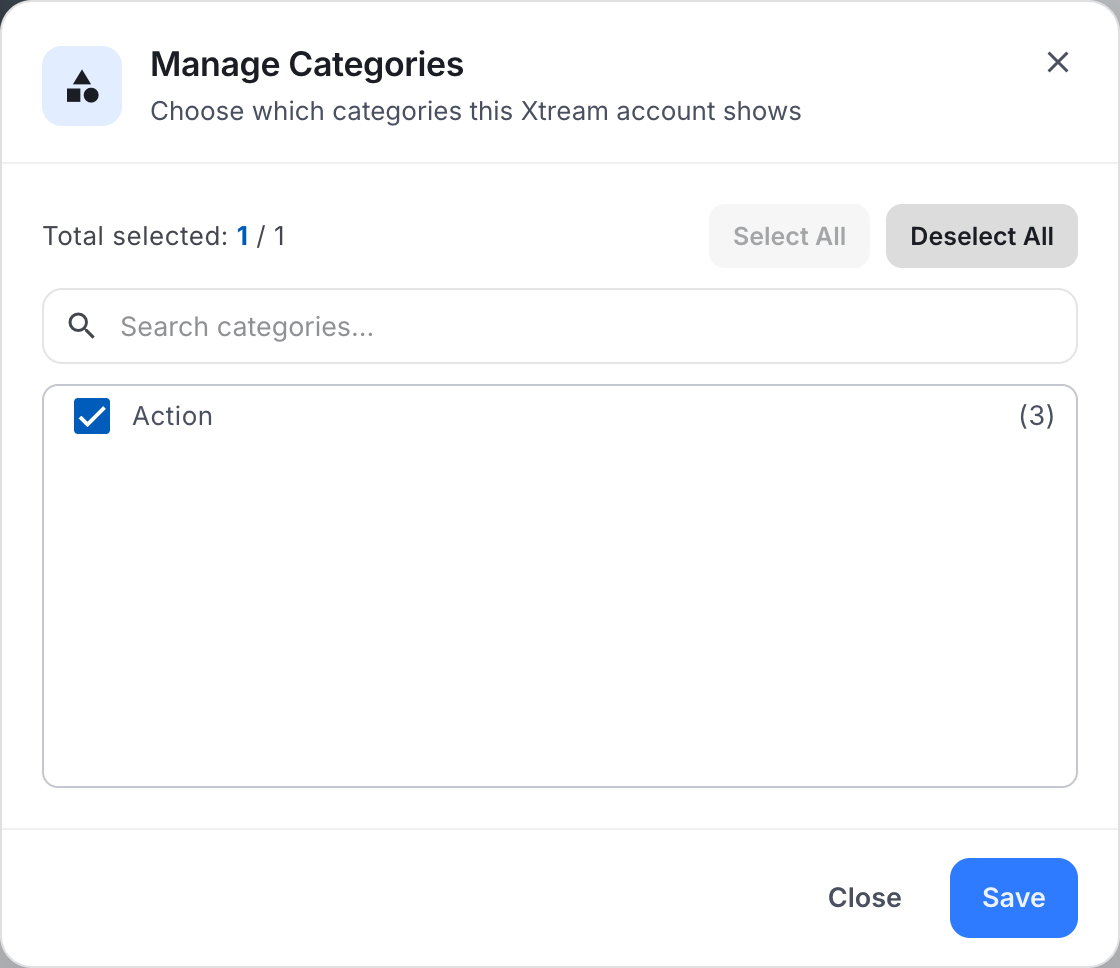 Manage Categories
Choose which categories this Xtream account shows
Total selected: 1 / 1
Select All
Deselect All
Search categories...
Action (3)
Close
Save